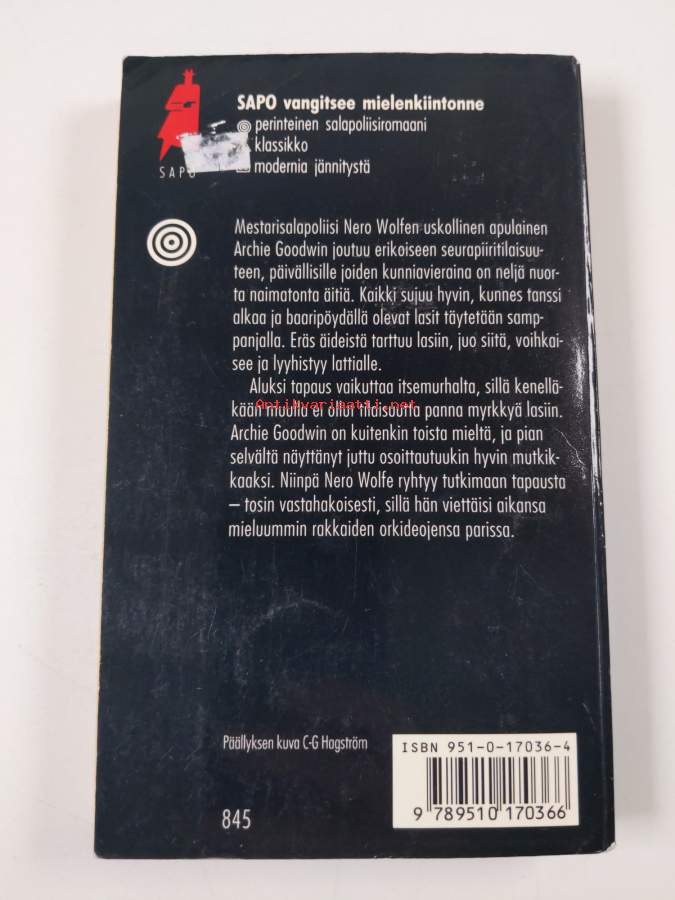 SAPO vangitsee mielenkiintonne
perinteinen salapoliisiromaani
klassikko
modernia jännitystä
SAPO
Mestarisalapoliisi Nero Wolfen uskollinen apulainen
Archie Goodwin joutuu erikoiseen seurapiiritilaisuu-
teen, päivällisille joiden kunniavieraina on neljä nuor-
ta naimatonta äitiä. Kaikki sujuu hyvin, kunnes tanssi
alkaa ja baaripöydällä olevat lasit täytetään samp-
panjalla. Eräs äideistä tarttuu lasiin, juo siitä, voihkai-
see ja lyyhistyy lattialle.
Aluksi tapaus vaikuttaa itsemurhalta, sillä kenellä-
kään muulla ei ollut tilaisuutta panna myrkkyä lasiin.
Antikvariaatti.net
Archie Goodwin on kuitenkin toista mieltä, ja pian
selvältä näyttänyt juttu osoittautuukin hyvin mutkik-
kaaksi. Niinpä Nero Wolfe ryhtyy tutkimaan tapausta
– tosin vastahakoisesti, sillä hän viettäisi aikansa
mieluummin rakkaiden orkideojensa parissa.
Päällyksen kuva C-G Hagström
ISBN 951-0-17036-4
9 789510 170366
845